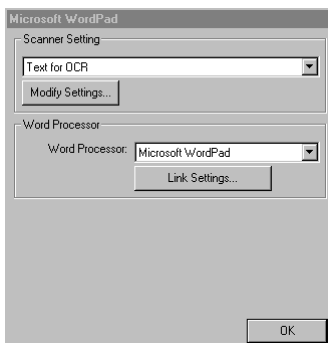 Microsoft WordPad
Scanner Setting
Text for OCR
Modify Settings...
Word Processor
Word Processor: Microsoft WordPad
Link Settings...
OK